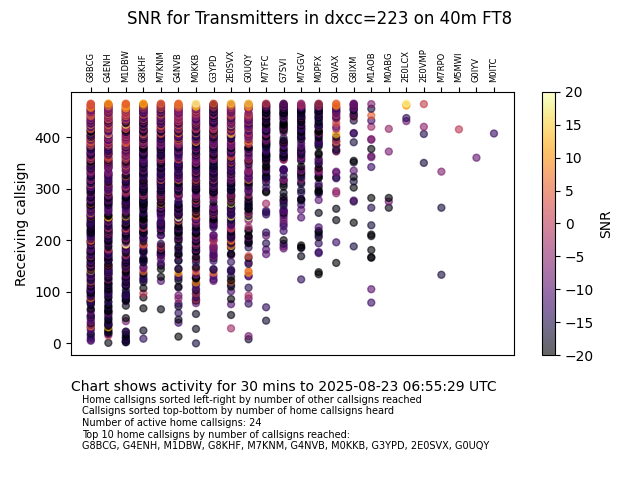 SNR for Transmitters in dxcc=223 on 40m FT8
G8BCG G4ENH M1DBW G8KHF M7KNM G4NVB M0KKB G3YPD 2E0SVX G0UQY M7YFC G7SVI M7GGV M0PFX G0VAX G8IXM M1AOB M0ABG 2E0LCX 2E0VMP M7RPO M5MWI G0IYV M0ITC
400
300
200
100
0
Receiving callsign
20
15
10
5
0
−5
−10
−15
−20
SNR
Chart shows activity for 30 mins to 2025-08-23 06:55:29 UTC
Home callsigns sorted left-right by number of other callsigns reached
Callsigns sorted top-bottom by number of home callsigns heard
Number of active home callsigns: 24
Top 10 home callsigns by number of callsigns reached:
G8BCG, G4ENH, M1DBW, G8KHF, M7KNM, G4NVB, M0KKB, G3YPD, 2E0SVX, G0UQY